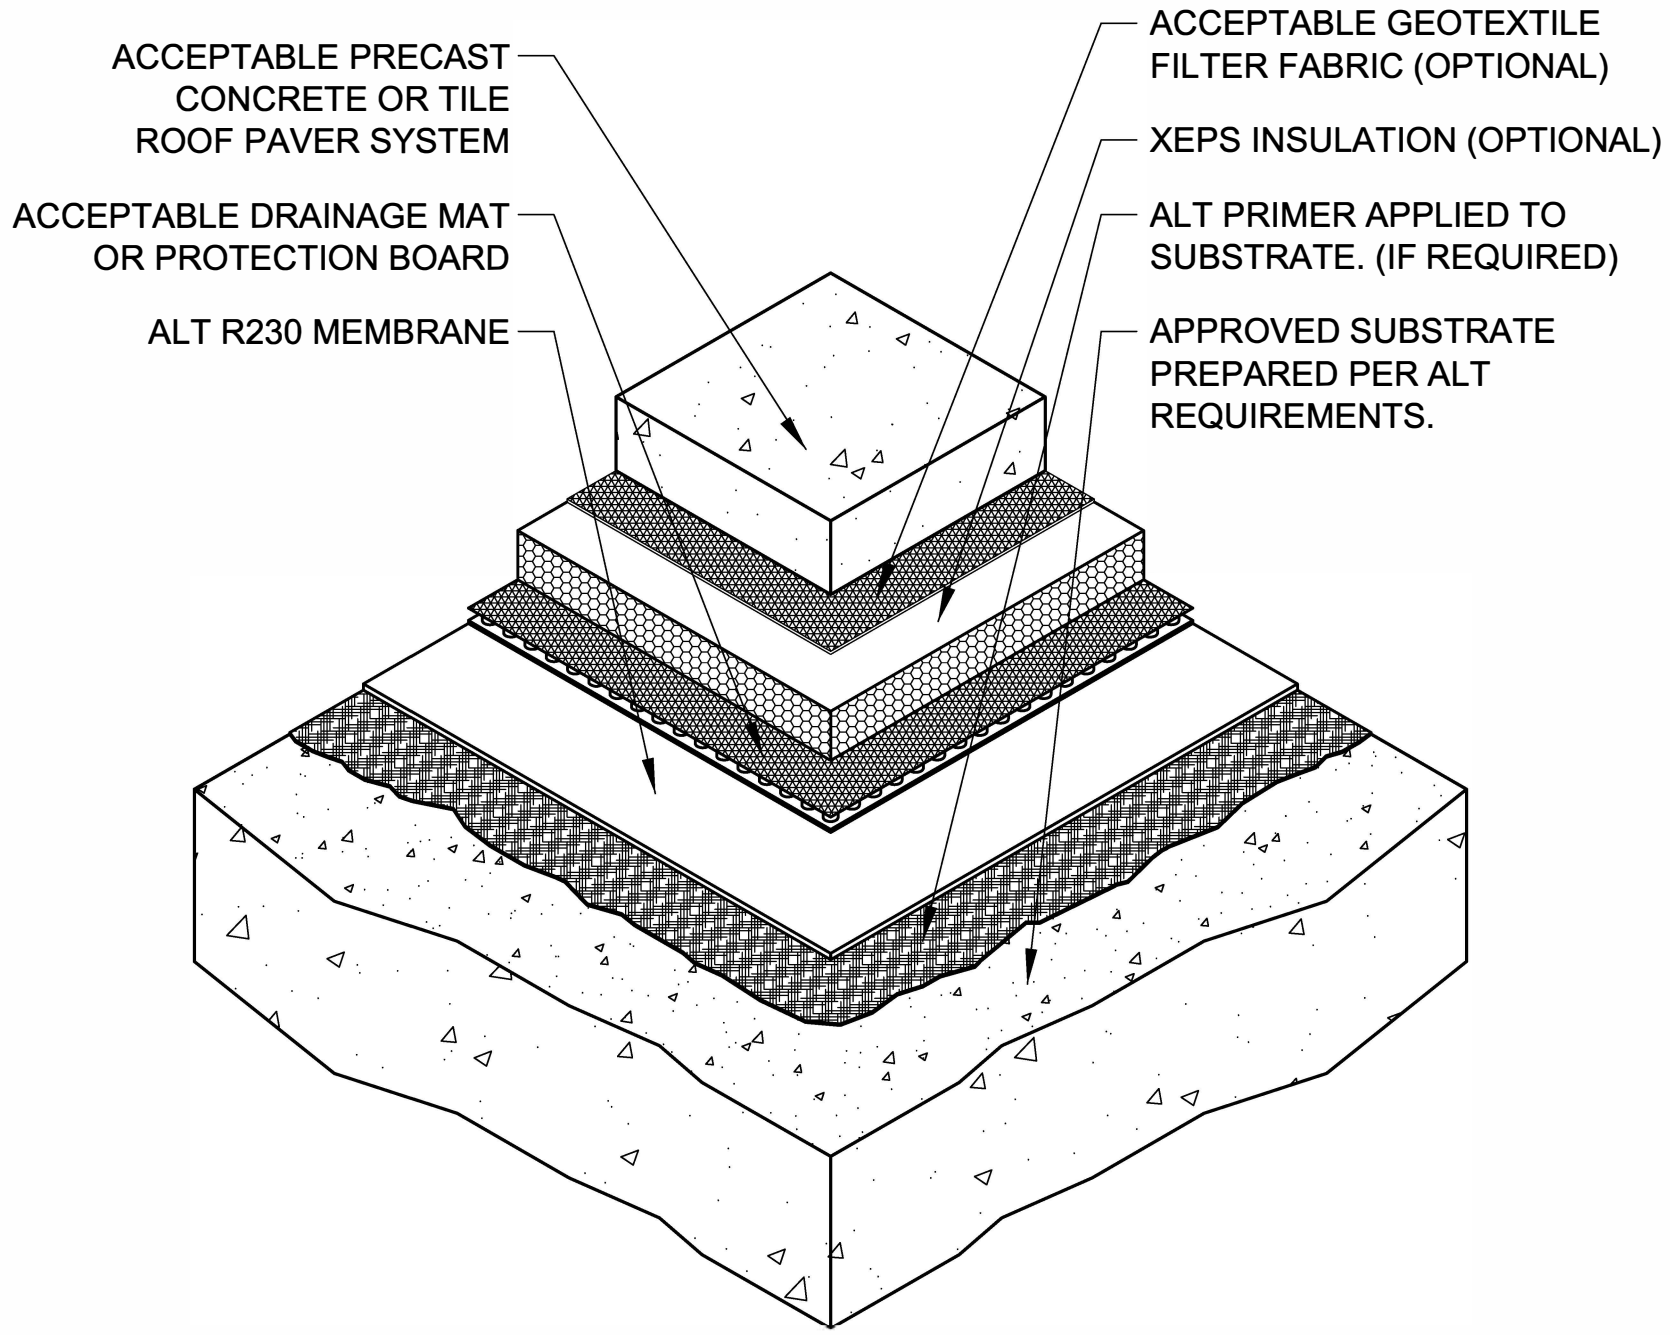 ACCEPTABLE PRECAST
CONCRETE OR TILE
ROOF PAVER SYSTEM
ACCEPTABLE DRAINAGE MAT
OR PROTECTION BOARD
ALT R230 MEMBRANE
ACCEPTABLE GEOTEXTILE
FILTER FABRIC (OPTIONAL)
XEPS INSULATION (OPTIONAL)
ALT PRIMER APPLIED TO
SUBSTRATE. (IF REQUIRED)
APPROVED SUBSTRATE
PREPARED PER ALT
REQUIREMENTS.